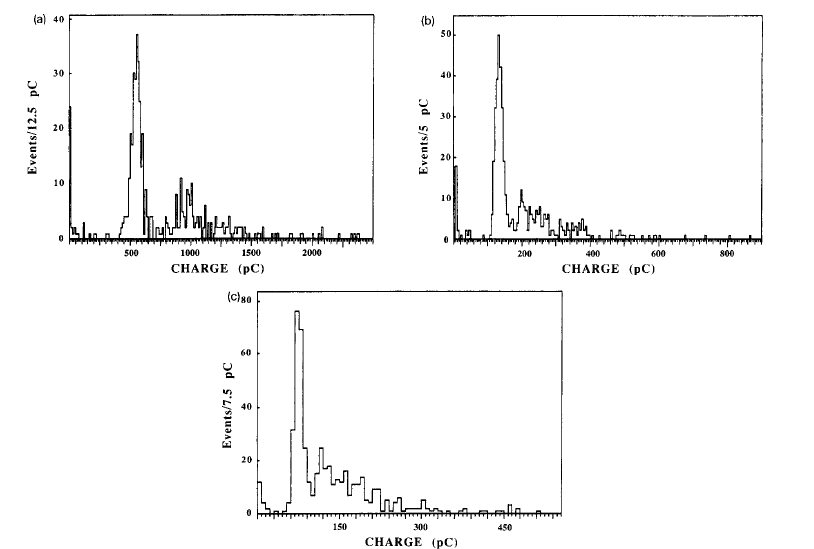 (a)
40
30
20
10
0
Events/12.5 pC
500 1000 1500 2000
CHARGE (pC)
(b)
50
40
30
20
10
0
Events/5 pC
200 400 600 800
CHARGE (pC)
(c)
80
60
40
20
0
Events/7.5 pC
150 300 450
CHARGE (pC)